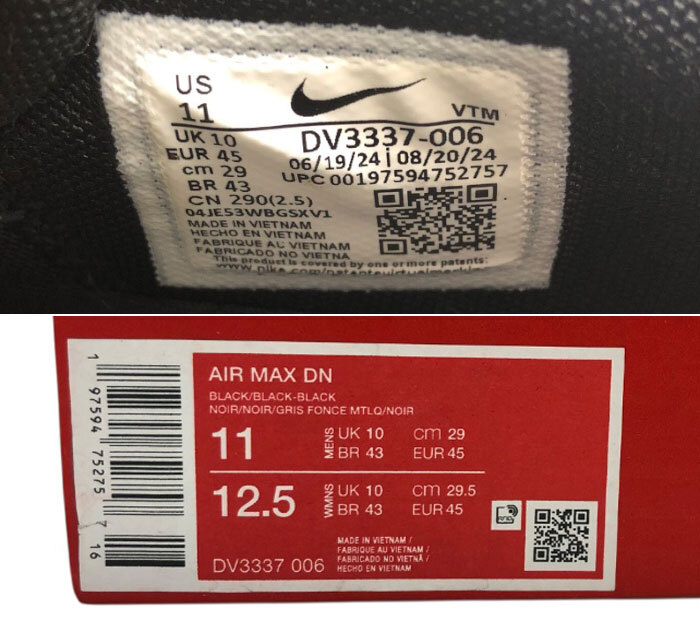 US
11
VTM
UK 10
EUR 45
cm 29
BR 43
CN 290(2.5)
DV3337-006
06/19/24 | 08/20/24
UPC 00197594752757
04JE53WBGSXV1
MADE IN VIETNAM
HECHO EN VIETNAM
FABRIQUE AU VIETNAM
FABRICADO NO VIETNA
This product is covered by one or more patents:
AIR MAX DN
BLACK/BLACK-BLACK
NOIR/NOIR/GRIS FONCE MTLQ/NOIR
11 MENS UK 10 cm 29
BR 43 EUR 45
12.5 WMNS UK 10 cm 29.5
BR 43 EUR 45
MADE IN VIETNAM /
FABRIQUE AU VIETNAM /
FABRICADO NO VIETNÃ /
HECHO EN VIETNAM
DV3337 006
1 97594 75275 7 16